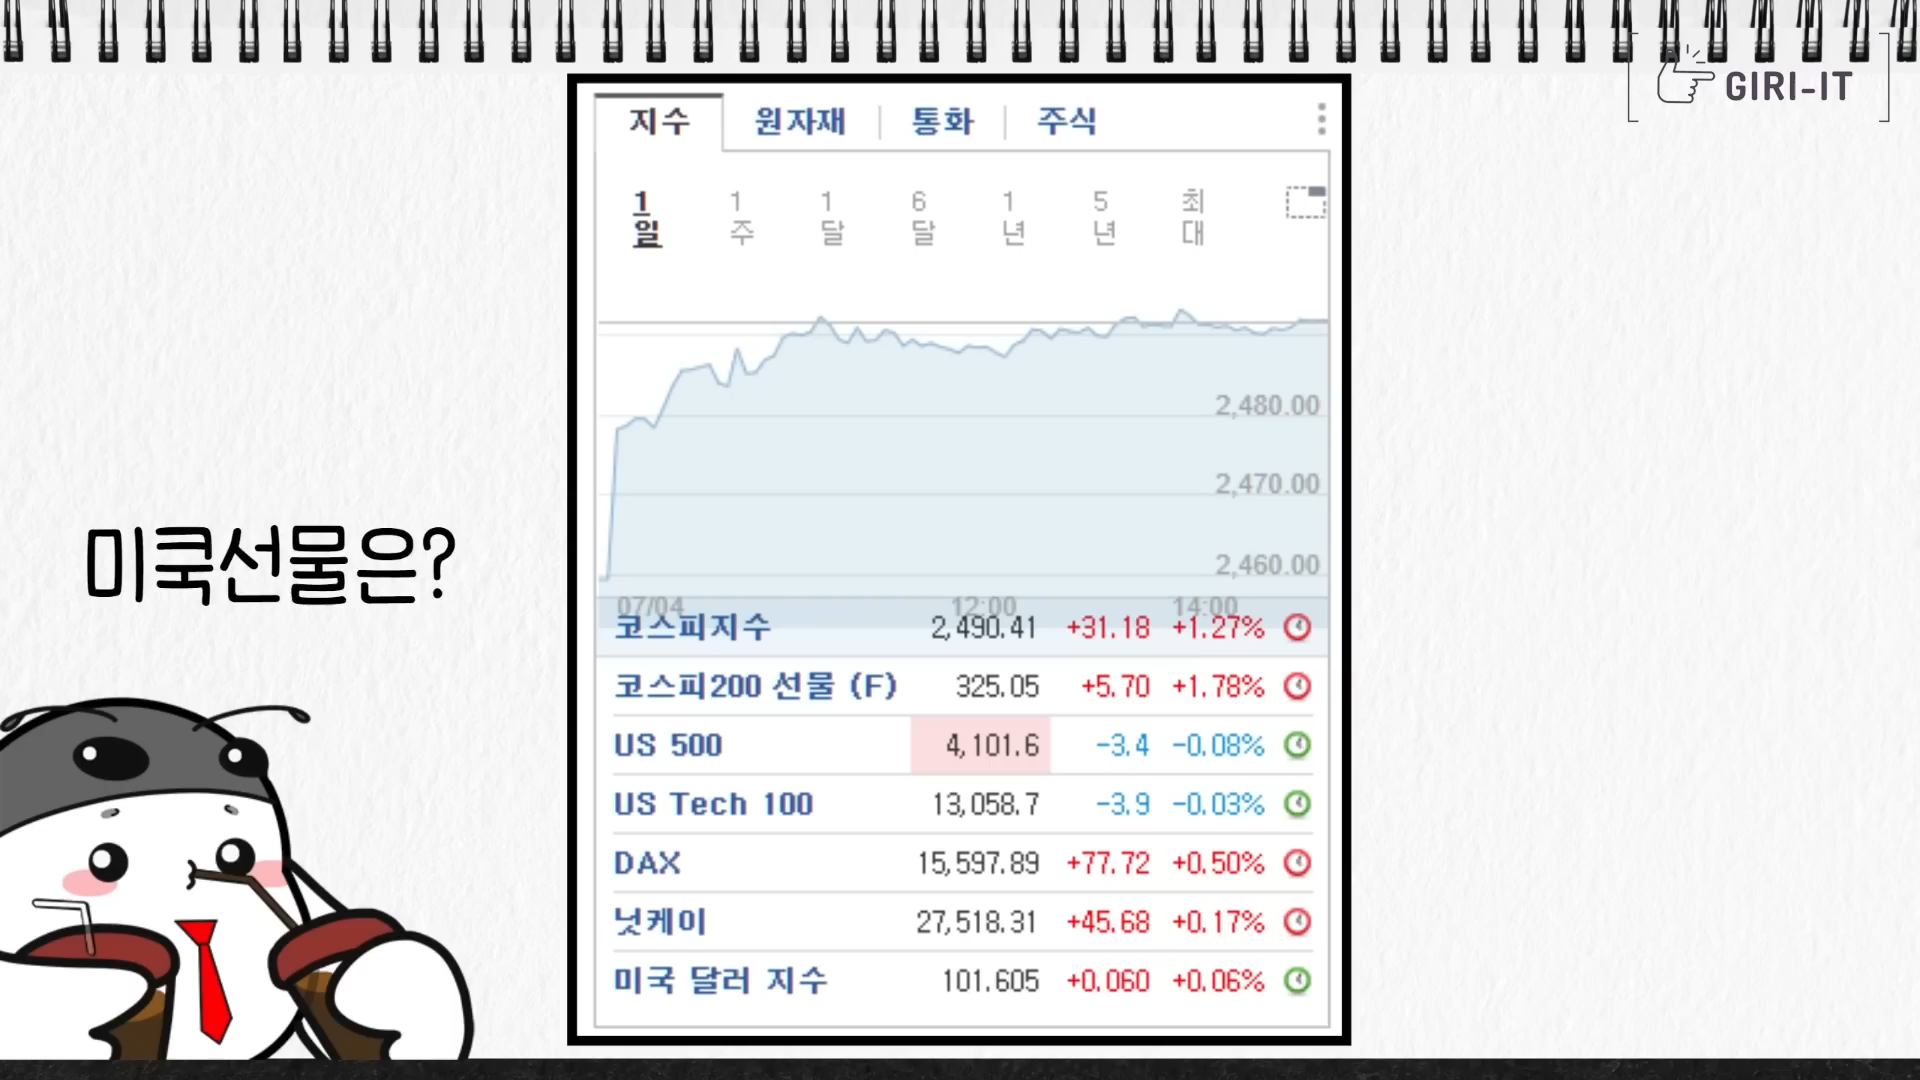 GIRI-IT
지수 원자재 통화 주식
1일 1주 1달 6달 1년 5년 최대
2,480.00
2,470.00
2,460.00
07/04 12:00 14:00
코스피지수 2,490.41 +31.18 +1.27%
코스피200 선물 (F) 325.05 +5.70 +1.78%
US 500 4,101.6 -3.4 -0.08%
US Tech 100 13,058.7 -3.9 -0.03%
DAX 15,597.89 +77.72 +0.50%
닛케이 27,518.31 +45.68 +0.17%
미국 달러 지수 101.605 +0.060 +0.06%
미쿡선물은?